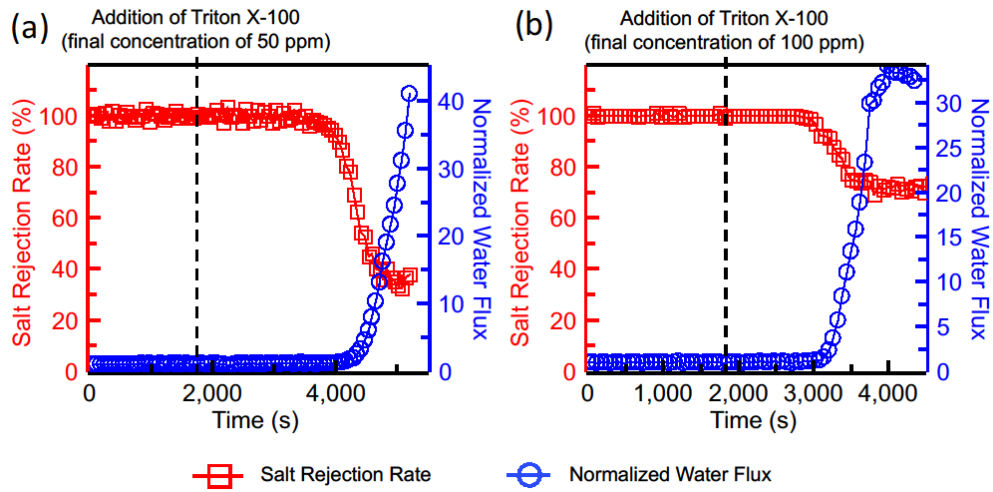 (a)
Addition of Triton X-100
(final concentration of 50 ppm)
Salt Rejection Rate (%)
100
80
60
40
20
0
40
30
20
10
0
Normalized Water Flux
2,000
4,000
Time (s)
(b)
Addition of Triton X-100
(final concentration of 100 ppm)
Salt Rejection Rate (%)
100
80
60
40
20
0
30
25
20
15
10
5
0
Normalized Water Flux
0
1,000
2,000
3,000
4,000
Time (s)
Salt Rejection Rate
Normalized Water Flux